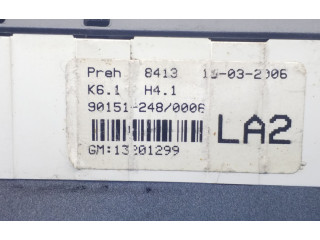 Preh 8413 15-03-2006
K6.1 H4.1
90151-248/0006
LA2
GM:13201299